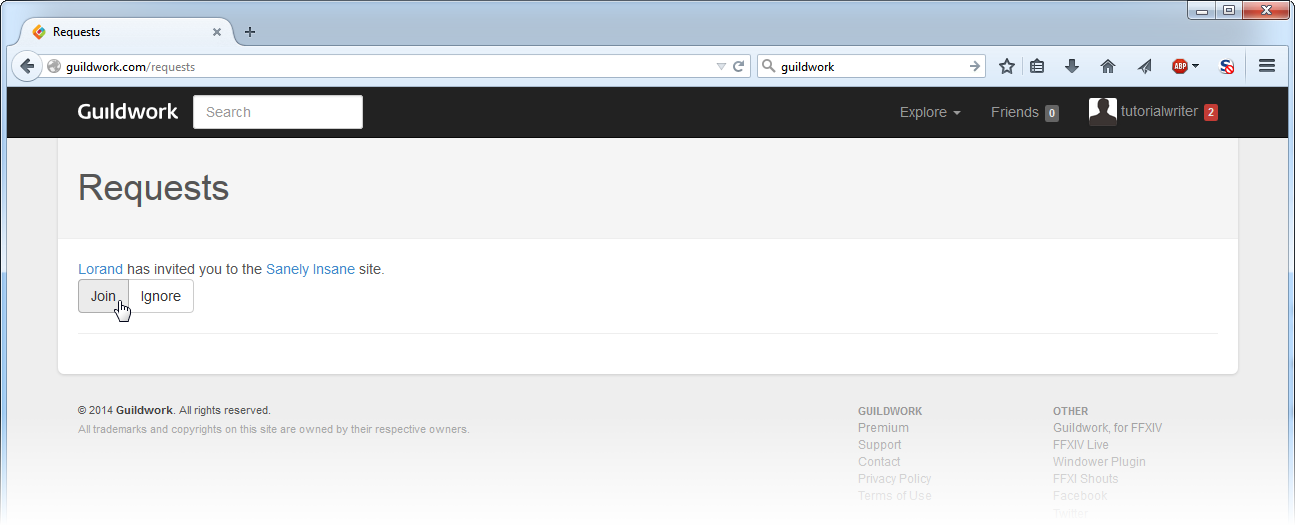 Requests
guildwork.com/requests
guildwork
ABP
S
Guildwork
Search
Explore
Friends 0
tutorialwriter 2
Requests
Lorand has invited you to the Sanely Insane site.
Join Ignore
© 2014 Guildwork. All rights reserved.
All trademarks and copyrights on this site are owned by their respective owners.
GUILDWORK
Premium
Support
Contact
Privacy Policy
Terms of Use
OTHER
Guildwork, for FFXIV
FFXIV Live
Windower Plugin
FFXI Shouts
Facebook
Twitter